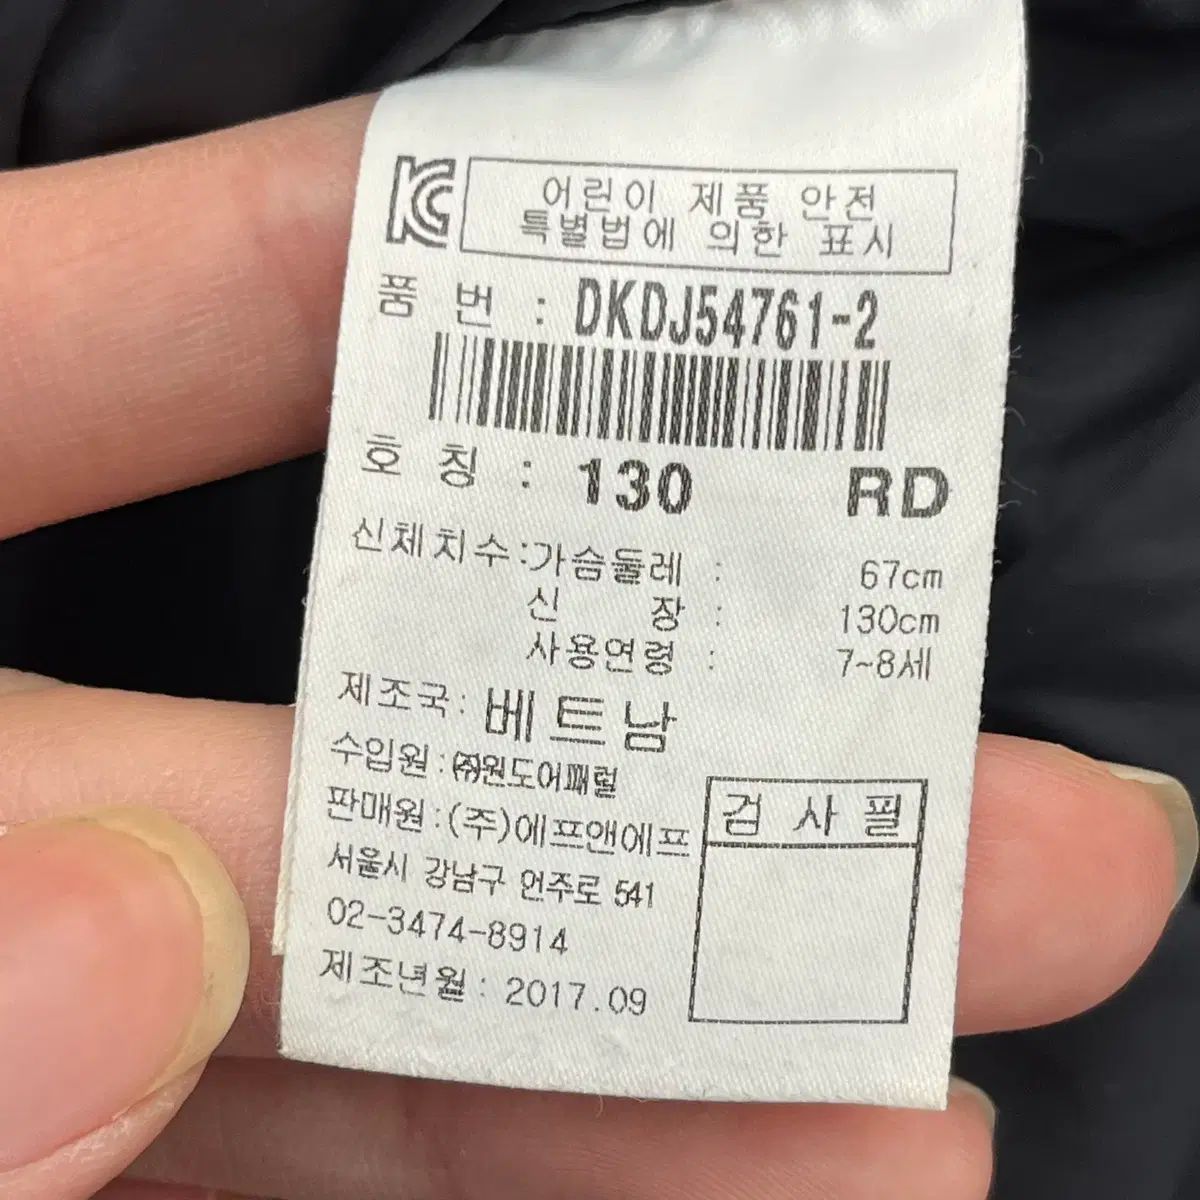 KC
어린이 제품 안전
특별법에 의한 표시
품 번 : DKDJ54761-2
호 칭 : 130 RD
신체치수:가슴둘레 : 67cm
신 장 : 130cm
사용연령 : 7~8세
제조국: 베트남
수입원:㈜원도어패럴
판매원:(주)에프앤에프
서울시 강남구 언주로 541
02-3474-8914
제조년월: 2017.09
검 사 필